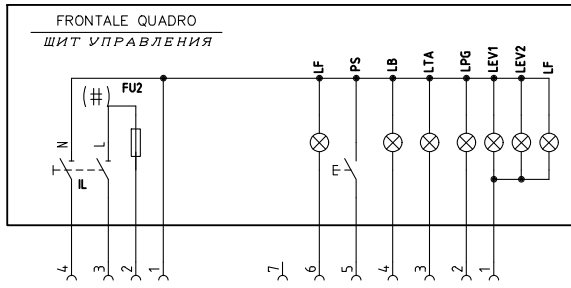 FRONTALE QUADRO
ЩИТ УПРАВЛЕНИЯ
(#) FU2
N L
IL
LF PS LB LTA LPG LEV1 LEV2 LF
4 3 2 1 7 6 5 4 3 2 1